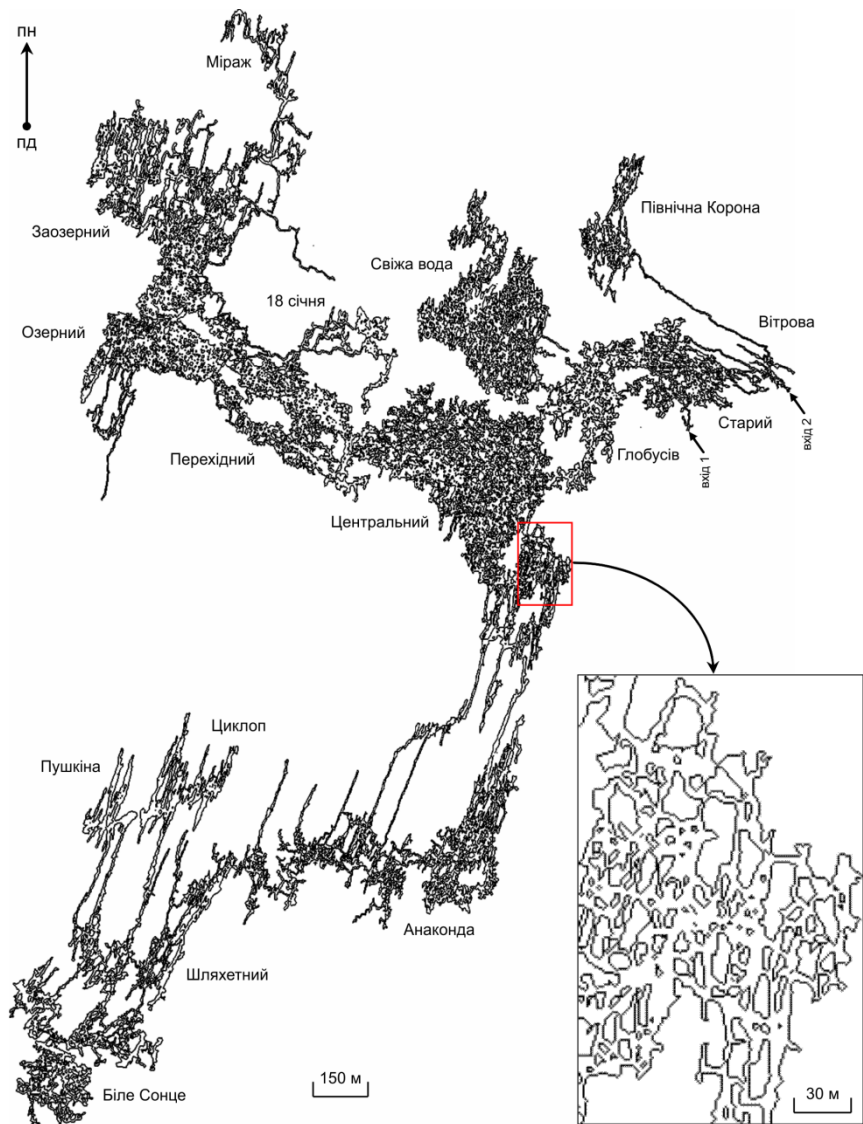 пн
пд
Міраж
Північна Корона
Заозерний
Свіжа вода
18 січня
Озерний
Вітрова
Старий
вхід 2
вхід 1
Глобусів
Перехідний
Центральний
Циклоп
Пушкіна
Анаконда
Шляхетний
Біле Сонце
150 м
30 м